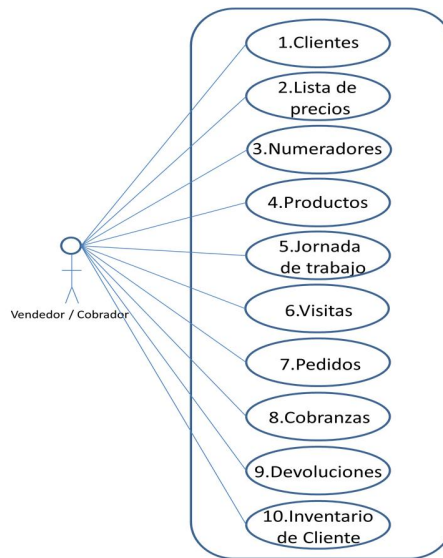 1.Clientes
2.Lista de
precios
3.Numeradores
4.Productos
5.Jornada
de trabajo
Vendedor / Cobrador
6.Visitas
7.Pedidos
8.Cobranzas
9.Devoluciones
10.Inventario
de Cliente